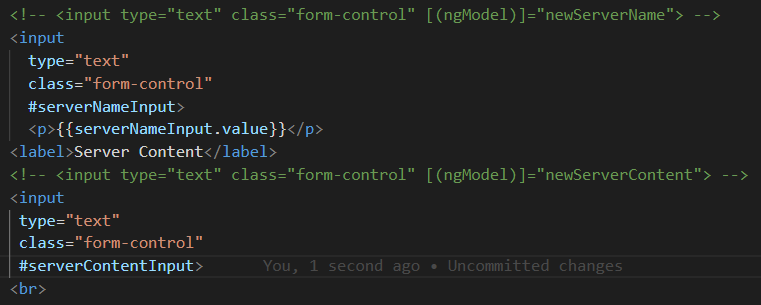 <!-- <input type="text" class="form-control" [(ngModel)]="newServerName"> -->
<input
type="text"
class="form-control"
#serverNameInput>
<p>{{serverNameInput.value}}</p>
<label>Server Content</label>
<!-- <input type="text" class="form-control" [(ngModel)]="newServerContent"> -->
<input
type="text"
class="form-control"
#serverContentInput> You, 1 second ago • Uncommitted changes
<br>